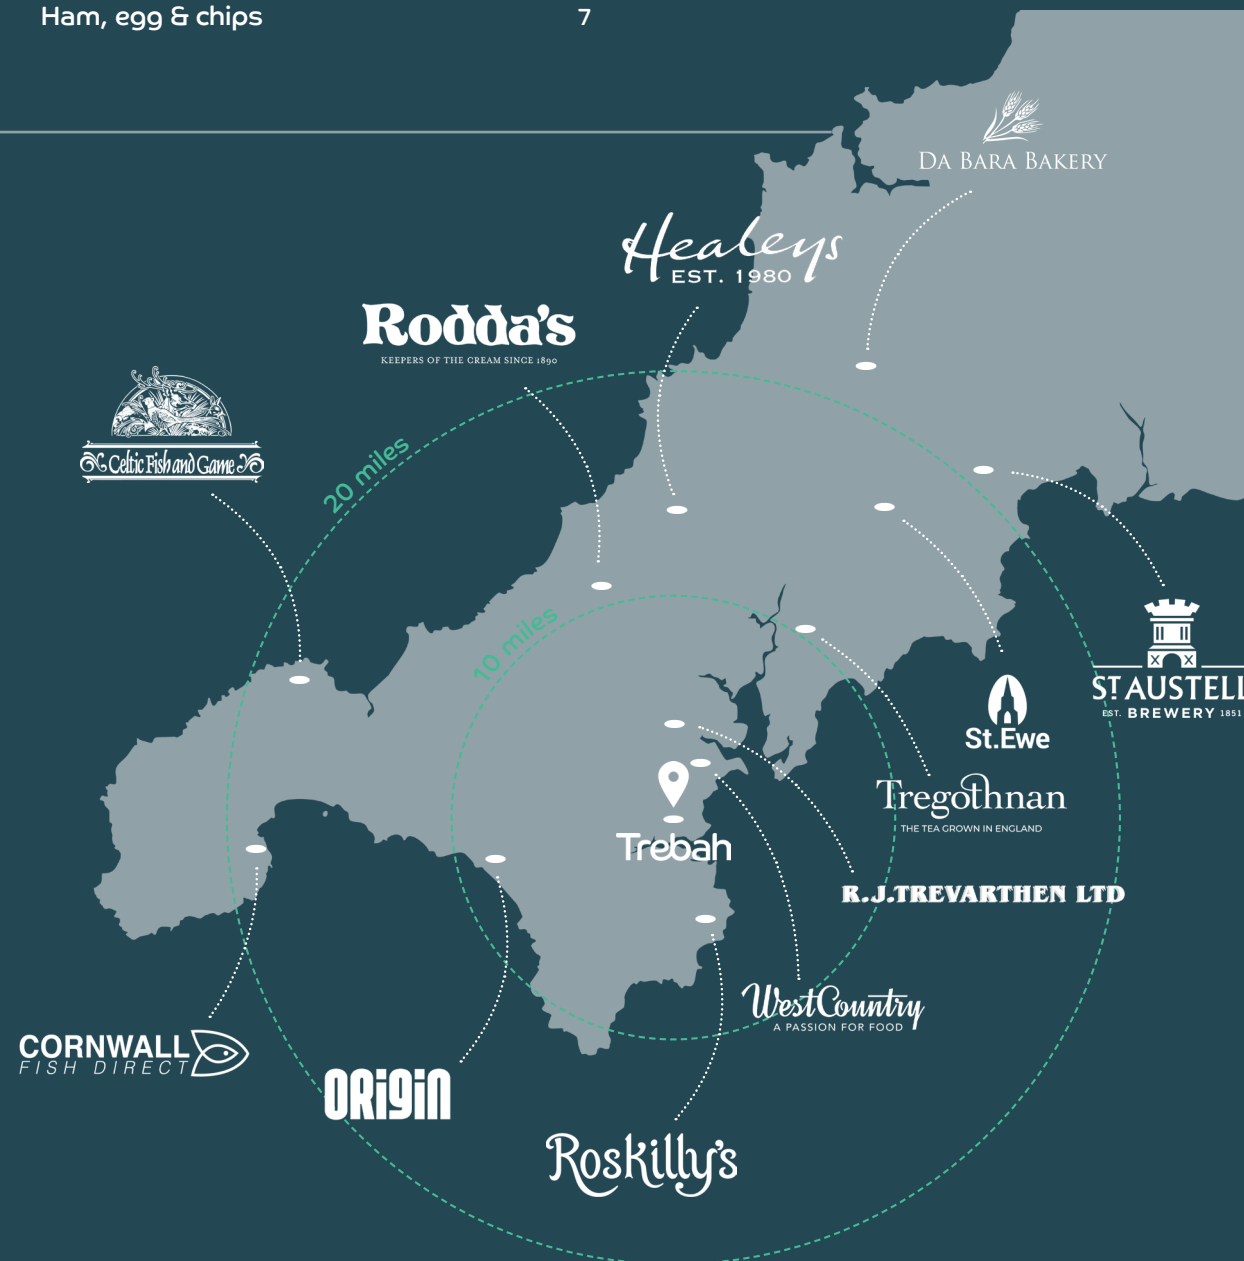 Ham, egg & chips 7
DA BARA BAKERY
Healeys
EST. 1980
Rodda's
KEEPERS OF THE CREAM SINCE 1890
Celtic Fish and Game
20 miles
10 miles
ST AUSTELL
EST. BREWERY 1851
St.Ewe
Tregothnan
THE TEA GROWN IN ENGLAND
Trebah
R.J.TREVARTHEN LTD
WestCountry
A PASSION FOR FOOD
CORNWALL
FISH DIRECT
ORIGIN
Roskilly's